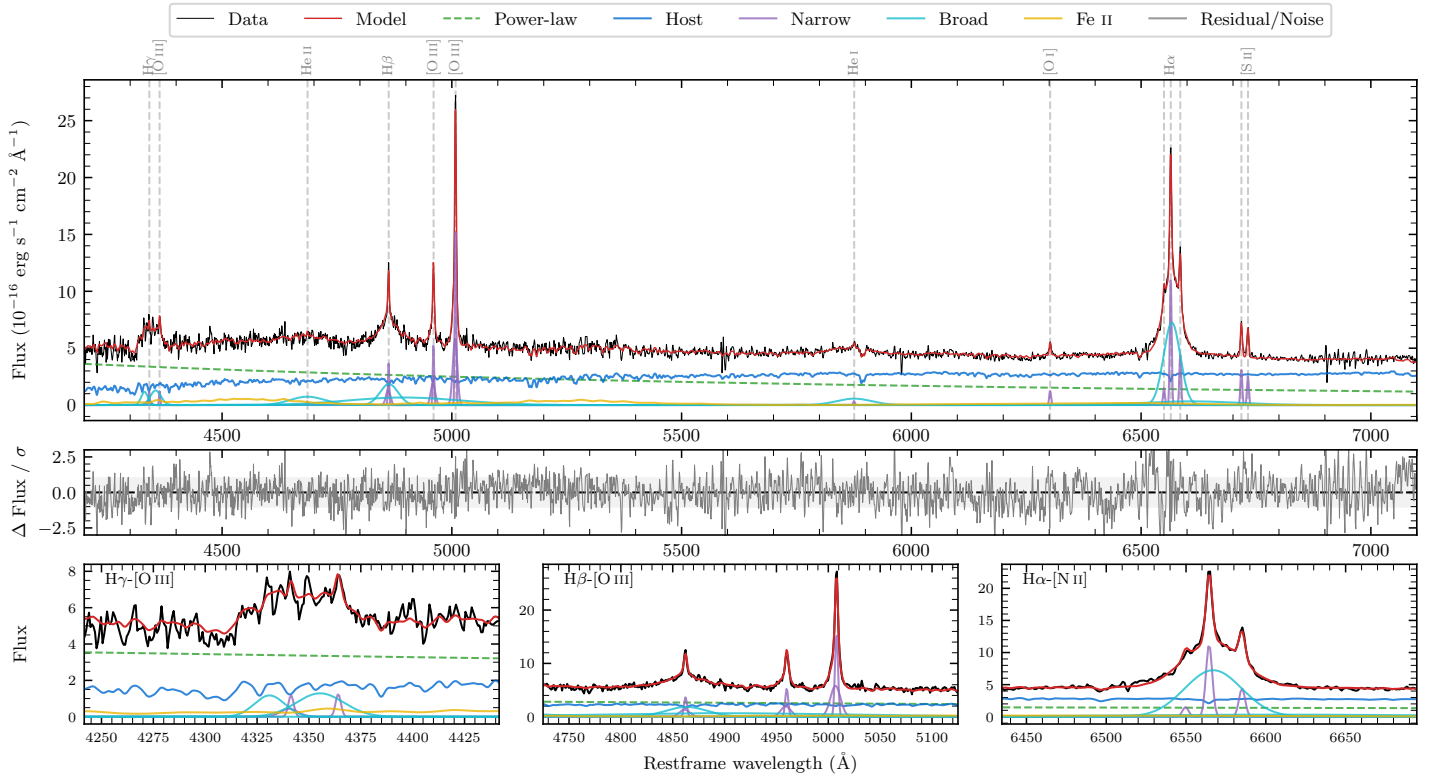 Data Model Power-law Host Narrow Broad Fe II Residual/Noise
Hγ [O III] He II Hβ [O III] [O III] He I [O I] Hα [S II]
Flux (10⁻¹⁶ erg s⁻¹ cm⁻² Å⁻¹)
25
20
15
10
5
0
4500 5000 5500 6000 6500 7000
Δ Flux / σ
2.5
0.0
−2.5
4500 5000 5500 6000 6500 7000
Flux
Hγ-[O III]
8
6
4
2
0
4250 4275 4300 4325 4350 4375 4400 4425
Hβ-[O III]
20
10
0
4750 4800 4850 4900 4950 5000 5050 5100
Hα-[N II]
20
15
10
5
0
6450 6500 6550 6600 6650
Restframe wavelength (Å)